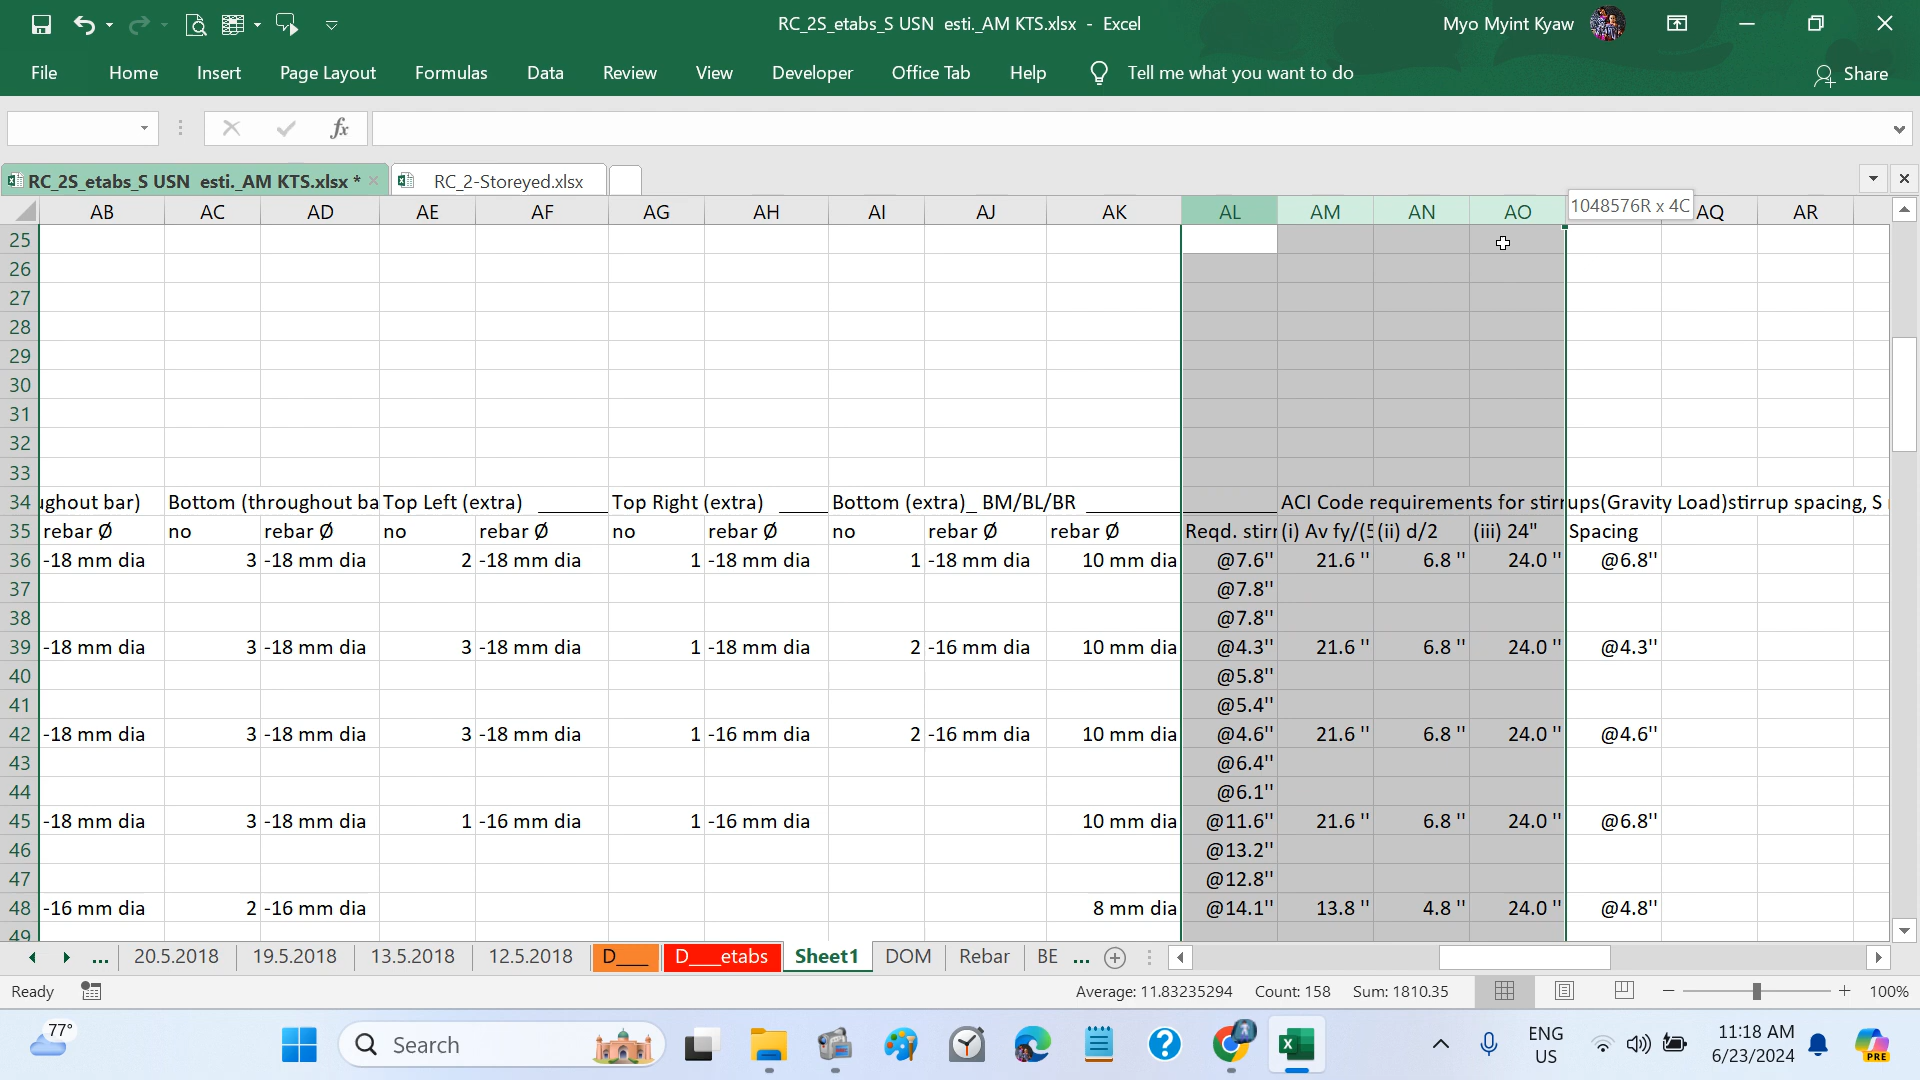 RC_2S_etabs_S USN  esti._AM KTS.xlsx  -  Excel
Myo Myint Kyaw
File Home Insert Page Layout Formulas Data Review View Developer Office Tab Help Tell me what you want to do Share
fx
RC_2S_etabs_S USN  esti._AM KTS.xlsx * RC_2-Storeyed.xlsx
AB AC AD AE AF AG AH AI AJ AK AL AM AN AO 1048576R x 4C AQ AR
25
26
27
28
29
30
31
32
33
34 ughout bar) Bottom (throughout ba Top Left (extra) Top Right (extra) Bottom (extra)_ BM/BL/BR ACI Code requirements for stirrups(Gravity Load)stirrup spacing, S
35 rebar Ø no rebar Ø no rebar Ø no rebar Ø no rebar Ø rebar Ø Reqd. stirr (i) Av fy/(5 (ii) d/2 (iii) 24" Spacing
36 -18 mm dia 3 -18 mm dia 2 -18 mm dia 1 -18 mm dia 1 -18 mm dia 10 mm dia @7.6'' 21.6 '' 6.8 '' 24.0 '' @6.8''
37 @7.8''
38 @7.8''
39 -18 mm dia 3 -18 mm dia 3 -18 mm dia 1 -18 mm dia 2 -16 mm dia 10 mm dia @4.3'' 21.6 '' 6.8 '' 24.0 '' @4.3''
40 @5.8''
41 @5.4''
42 -18 mm dia 3 -18 mm dia 3 -18 mm dia 1 -16 mm dia 2 -16 mm dia 10 mm dia @4.6'' 21.6 '' 6.8 '' 24.0 '' @4.6''
43 @6.4''
44 @6.1''
45 -18 mm dia 3 -18 mm dia 1 -16 mm dia 1 -16 mm dia 10 mm dia @11.6'' 21.6 '' 6.8 '' 24.0 '' @6.8''
46 @13.2''
47 @12.8''
48 -16 mm dia 2 -16 mm dia 8 mm dia @14.1'' 13.8 '' 4.8 '' 24.0 '' @4.8''
49
... 20.5.2018 19.5.2018 13.5.2018 12.5.2018 D____ D____etabs Sheet1 DOM Rebar BE ...
Ready Average: 11.83235294 Count: 158 Sum: 1810.35 100%
77° Search ENG 11:18 AM
US 6/23/2024 PRE